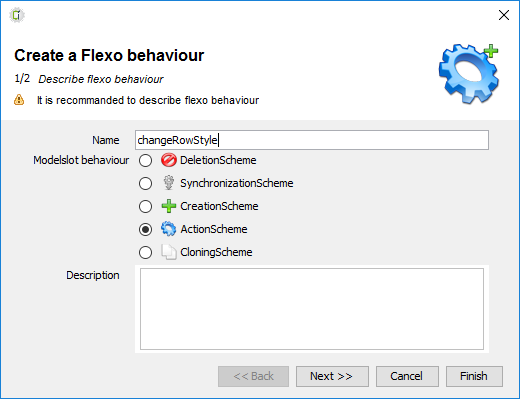 Create a Flexo behaviour
1/2 Describe flexo behaviour
It is recommanded to describe flexo behaviour
Name changeRowStyle
Modelslot behaviour DeletionScheme
SynchronizationScheme
CreationScheme
ActionScheme
CloningScheme
Description
<< Back Next >> Cancel Finish